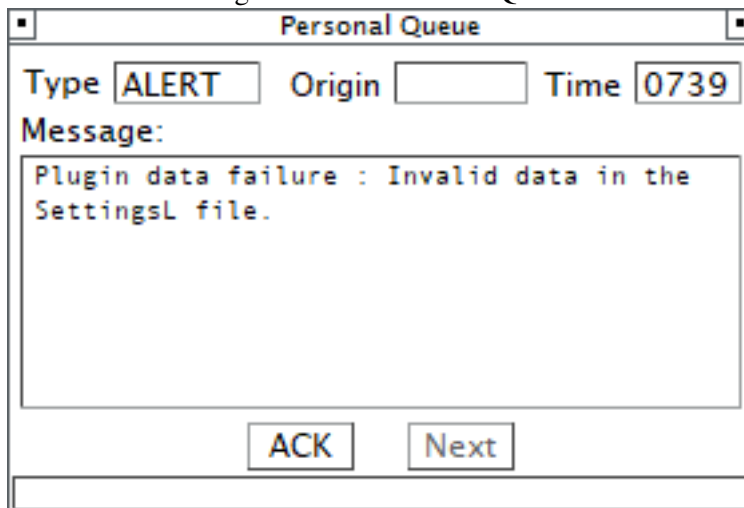 Personal Queue
Type ALERT Origin Time 0739
Message:
Plugin data failure : Invalid data in the
SettingsL file.
ACK Next